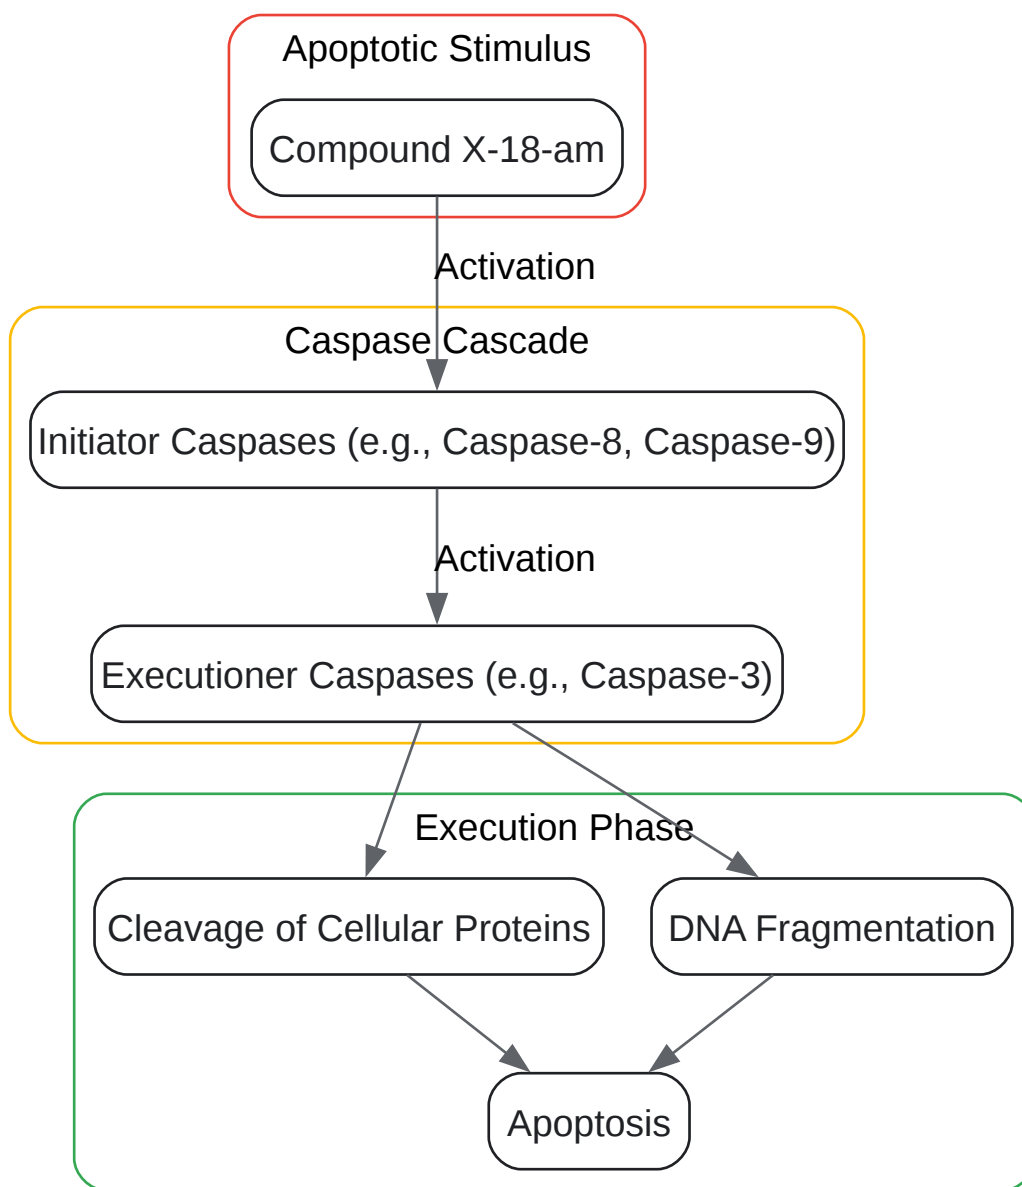 Apoptotic Stimulus
Compound X-18-am
Activation
Caspase Cascade
Initiator Caspases (e.g., Caspase-8, Caspase-9)
Activation
Executioner Caspases (e.g., Caspase-3)
Execution Phase
Cleavage of Cellular Proteins
DNA Fragmentation
Apoptosis